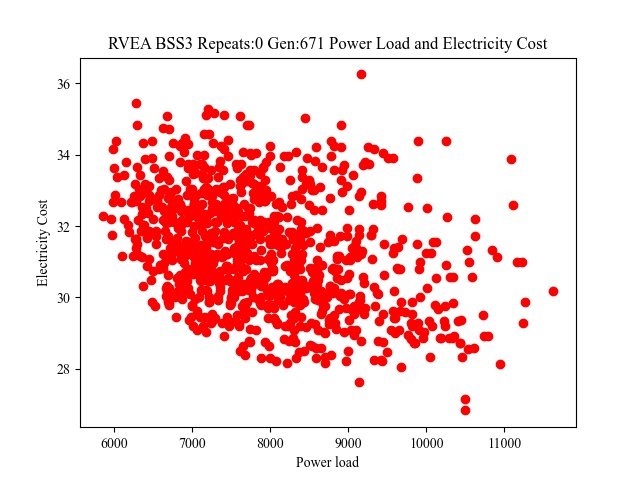 RVEA BSS3 Repeats:0 Gen:671 Power Load and Electricity Cost
36
34
32
30
28
Electricity Cost
6000 7000 8000 9000 10000 11000
Power load